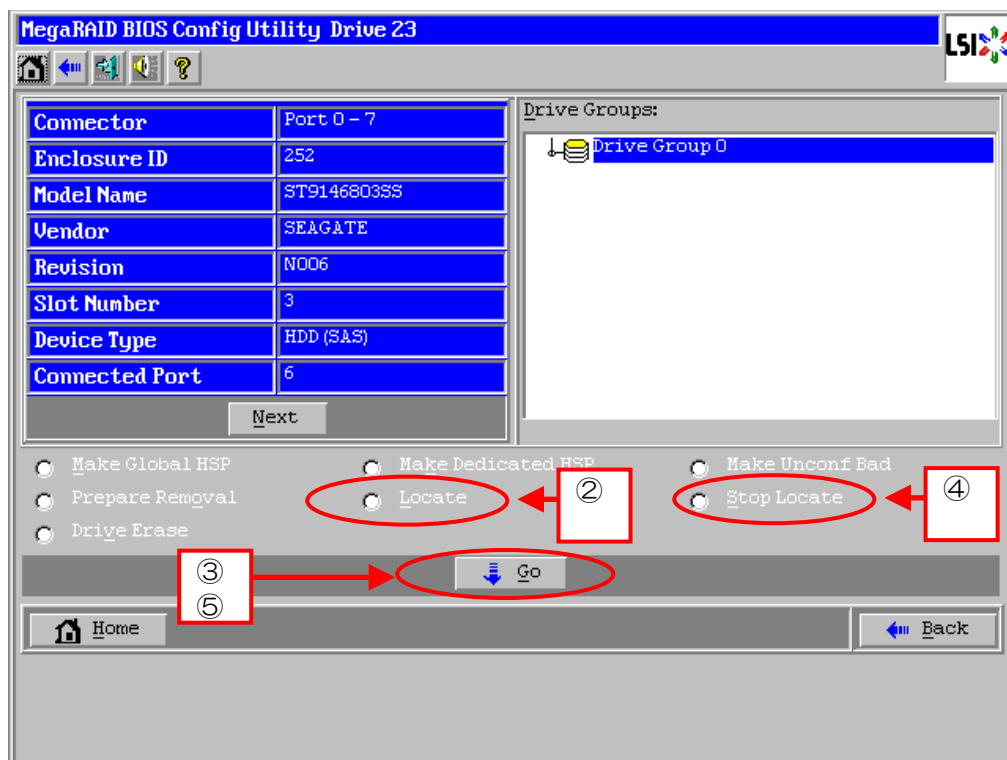 MegaRAID BIOS Config Utility Drive 23
LSI
Connector Port 0 - 7
Enclosure ID 252
Model Name ST9146803SS
Vendor SEAGATE
Revision N006
Slot Number 3
Device Type HDD (SAS)
Connected Port 6
Next
Drive Groups:
Drive Group 0
Make Global HSP Make Dedicated HSP Make Unconf Bad
Prepare Removal Locate ② Stop Locate ④
Drive Erase
③
⑤
Go
Home Back